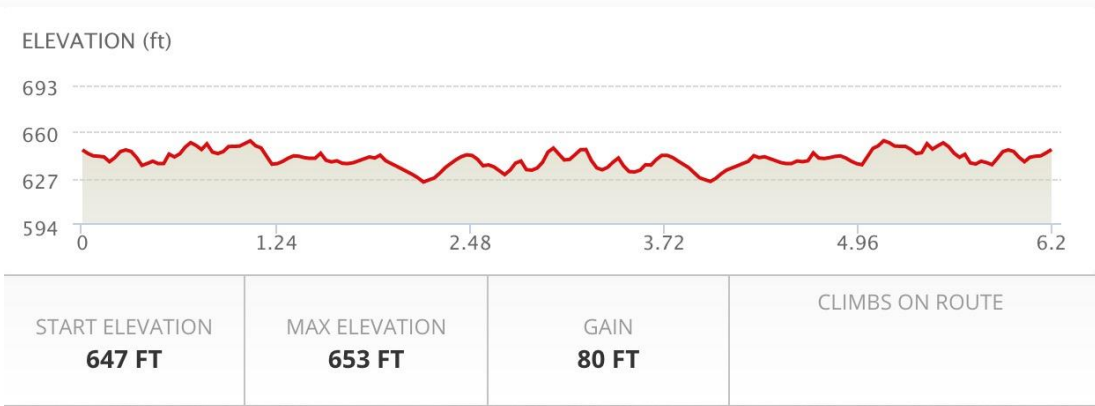 ELEVATION (ft)
693
660
627
594
0 1.24 2.48 3.72 4.96 6.2
START ELEVATION
647 FT
MAX ELEVATION
653 FT
GAIN
80 FT
CLIMBS ON ROUTE